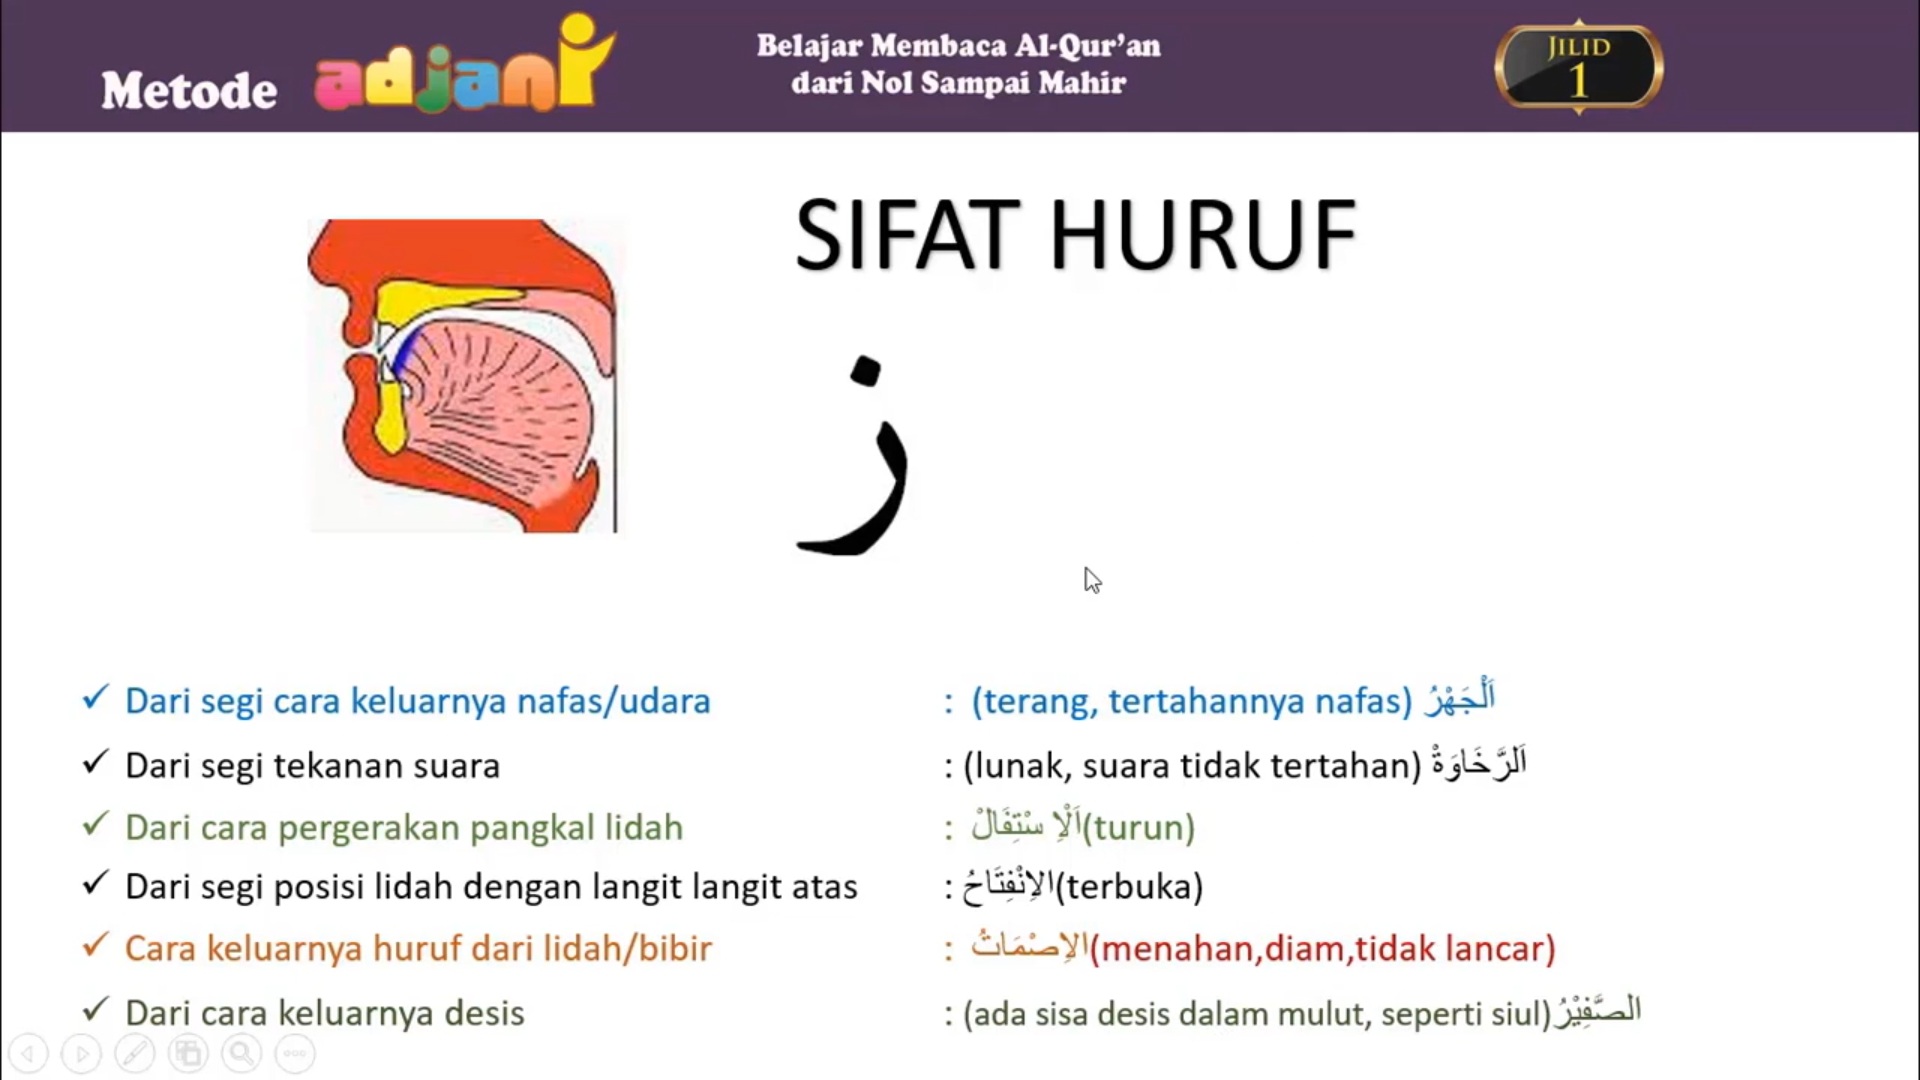 Metode adjani
Belajar Membaca Al-Qur'an
dari Nol Sampai Mahir
JILID
1
SIFAT HURUF
ز
✓ Dari segi cara keluarnya nafas/udara : (terang, tertahannya nafas) اَلْجَهْرُ
✓ Dari segi tekanan suara : (lunak, suara tidak tertahan) اَلرَّخَاوَةْ
✓ Dari cara pergerakan pangkal lidah : اَلْاِ سْتِفَالْ(turun)
✓ Dari segi posisi lidah dengan langit langit atas : الاِنْفِتَاحُ(terbuka)
✓ Cara keluarnya huruf dari lidah/bibir : الاِصْمَاتُ(menahan,diam,tidak lancar)
✓ Dari cara keluarnya desis : (ada sisa desis dalam mulut, seperti siul)الصَّفِيْرُ